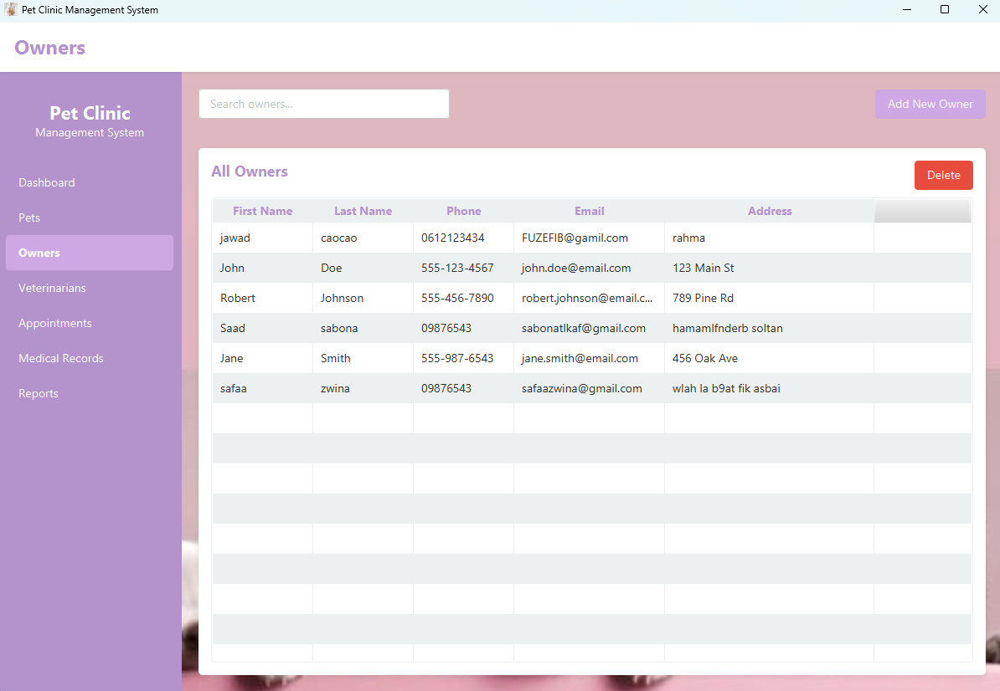 Pet Clinic Management System
Owners
Pet Clinic
Management System
Dashboard
Pets
Owners
Veterinarians
Appointments
Medical Records
Reports
Search owners...
Add New Owner
All Owners
Delete
First Name Last Name Phone Email Address
jawad caocao 0612123434 FUZEFIB@gamil.com rahma
John Doe 555-123-4567 john.doe@email.com 123 Main St
Robert Johnson 555-456-7890 robert.johnson@email.c... 789 Pine Rd
Saad sabona 09876543 sabonatlkaf@gmail.com hamamlfnderb soltan
Jane Smith 555-987-6543 jane.smith@email.com 456 Oak Ave
safaa zwina 09876543 safaazwina@gmail.com wlah la b9at fik asbai